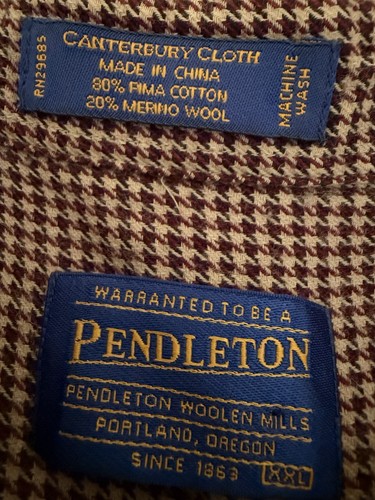 RN29685
CANTERBURY CLOTH
MADE IN CHINA
80% PIMA COTTON
20% MERINO WOOL
MACHINE
WASH
WARRANTED TO BE A
PENDLETON
PENDLETON WOOLEN MILLS
PORTLAND, OREGON
SINCE 1863 XXL